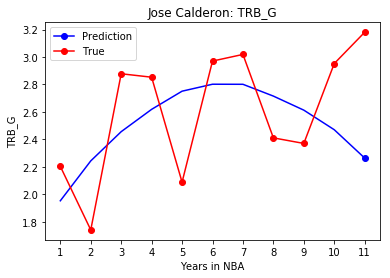 Jose Calderon: TRB_G
Prediction
True
3.2
3.0
2.8
2.6
2.4
2.2
2.0
1.8
TRB_G
1 2 3 4 5 6 7 8 9 10 11
Years in NBA